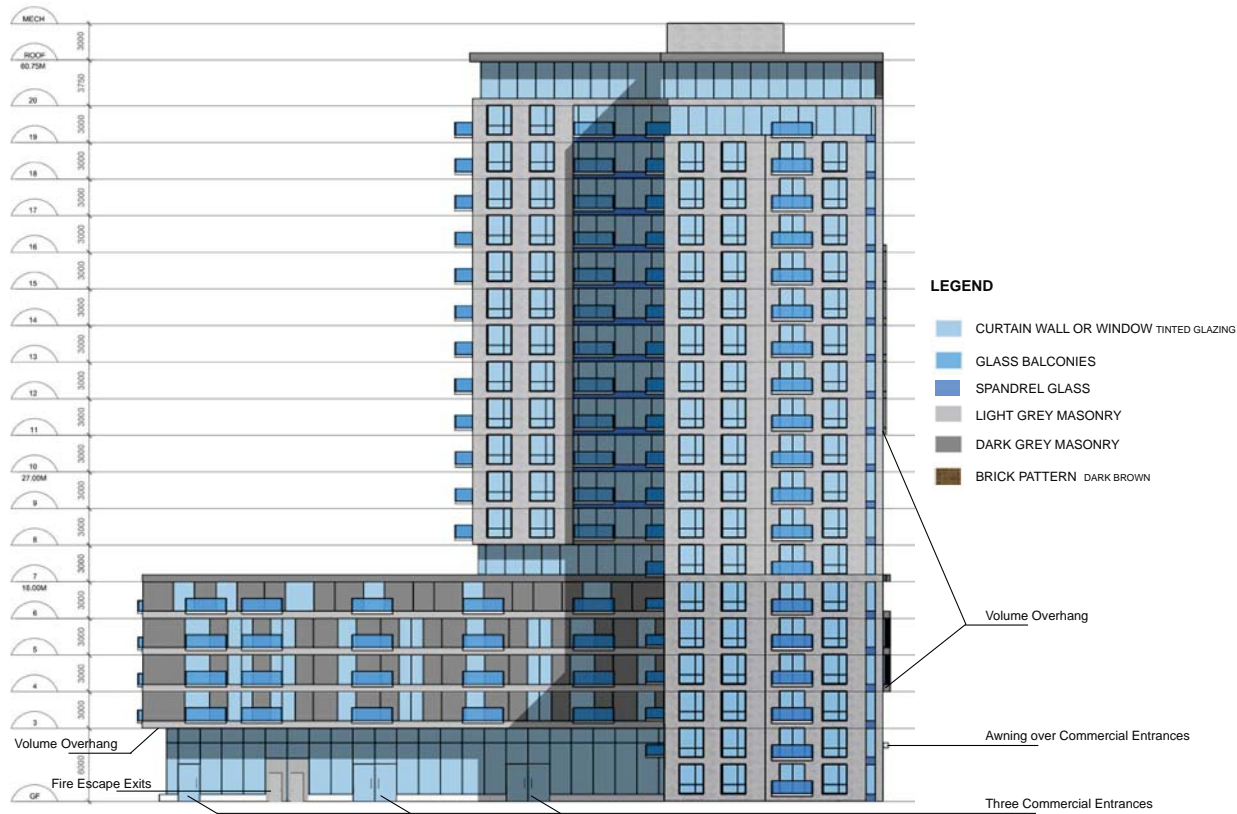 MECH
3000
ROOF
60.75M
3750
20
3000
19
3000
18
3000
17
3000
16
3000
15
3000
14
3000
13
3000
12
3000
11
3000
10
27.00M
3000
9
3000
8
3000
7
18.00M
3000
6
3000
5
3000
4
3000
3
6000
GF
LEGEND
CURTAIN WALL OR WINDOW TINTED GLAZING
GLASS BALCONIES
SPANDREL GLASS
LIGHT GREY MASONRY
DARK GREY MASONRY
BRICK PATTERN DARK BROWN
Volume Overhang
Volume Overhang
Awning over Commercial Entrances
Fire Escape Exits
Three Commercial Entrances